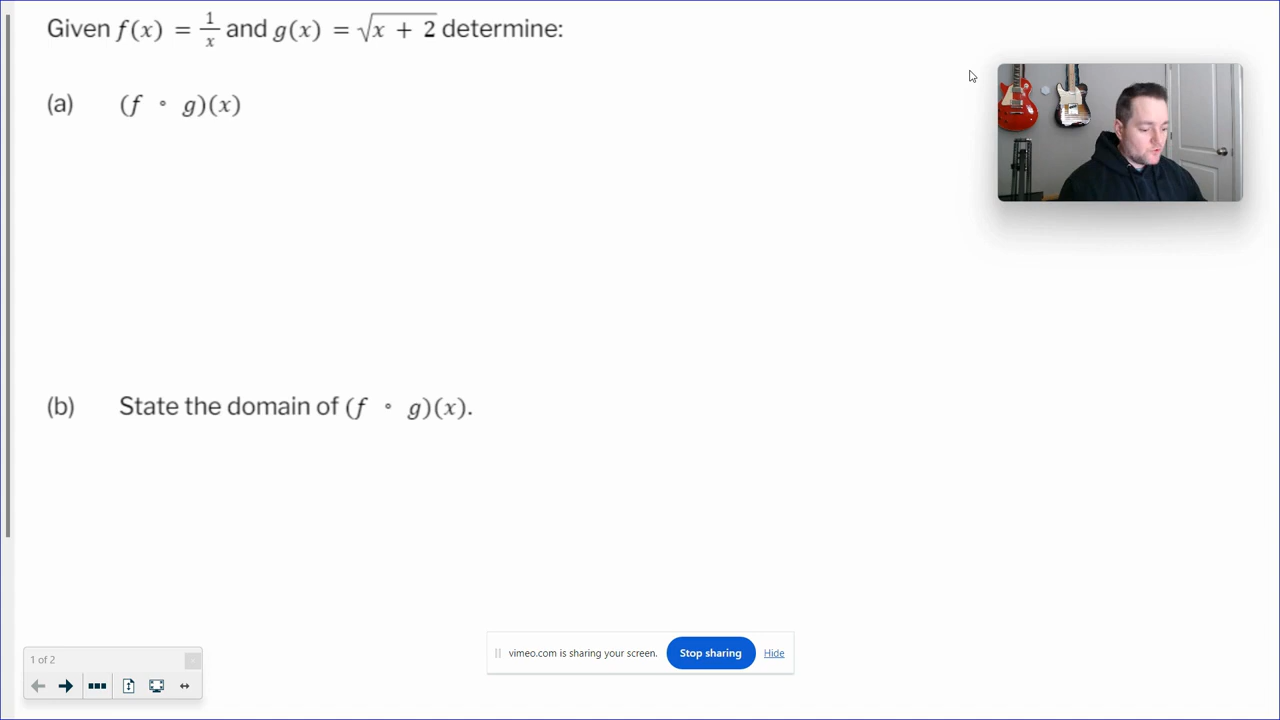 Given f(x) = 1/x and g(x) = √(x + 2) determine:
(a) (f ∘ g)(x)
(b) State the domain of (f ∘ g)(x).
1 of 2
vimeo.com is sharing your screen. Stop sharing Hide